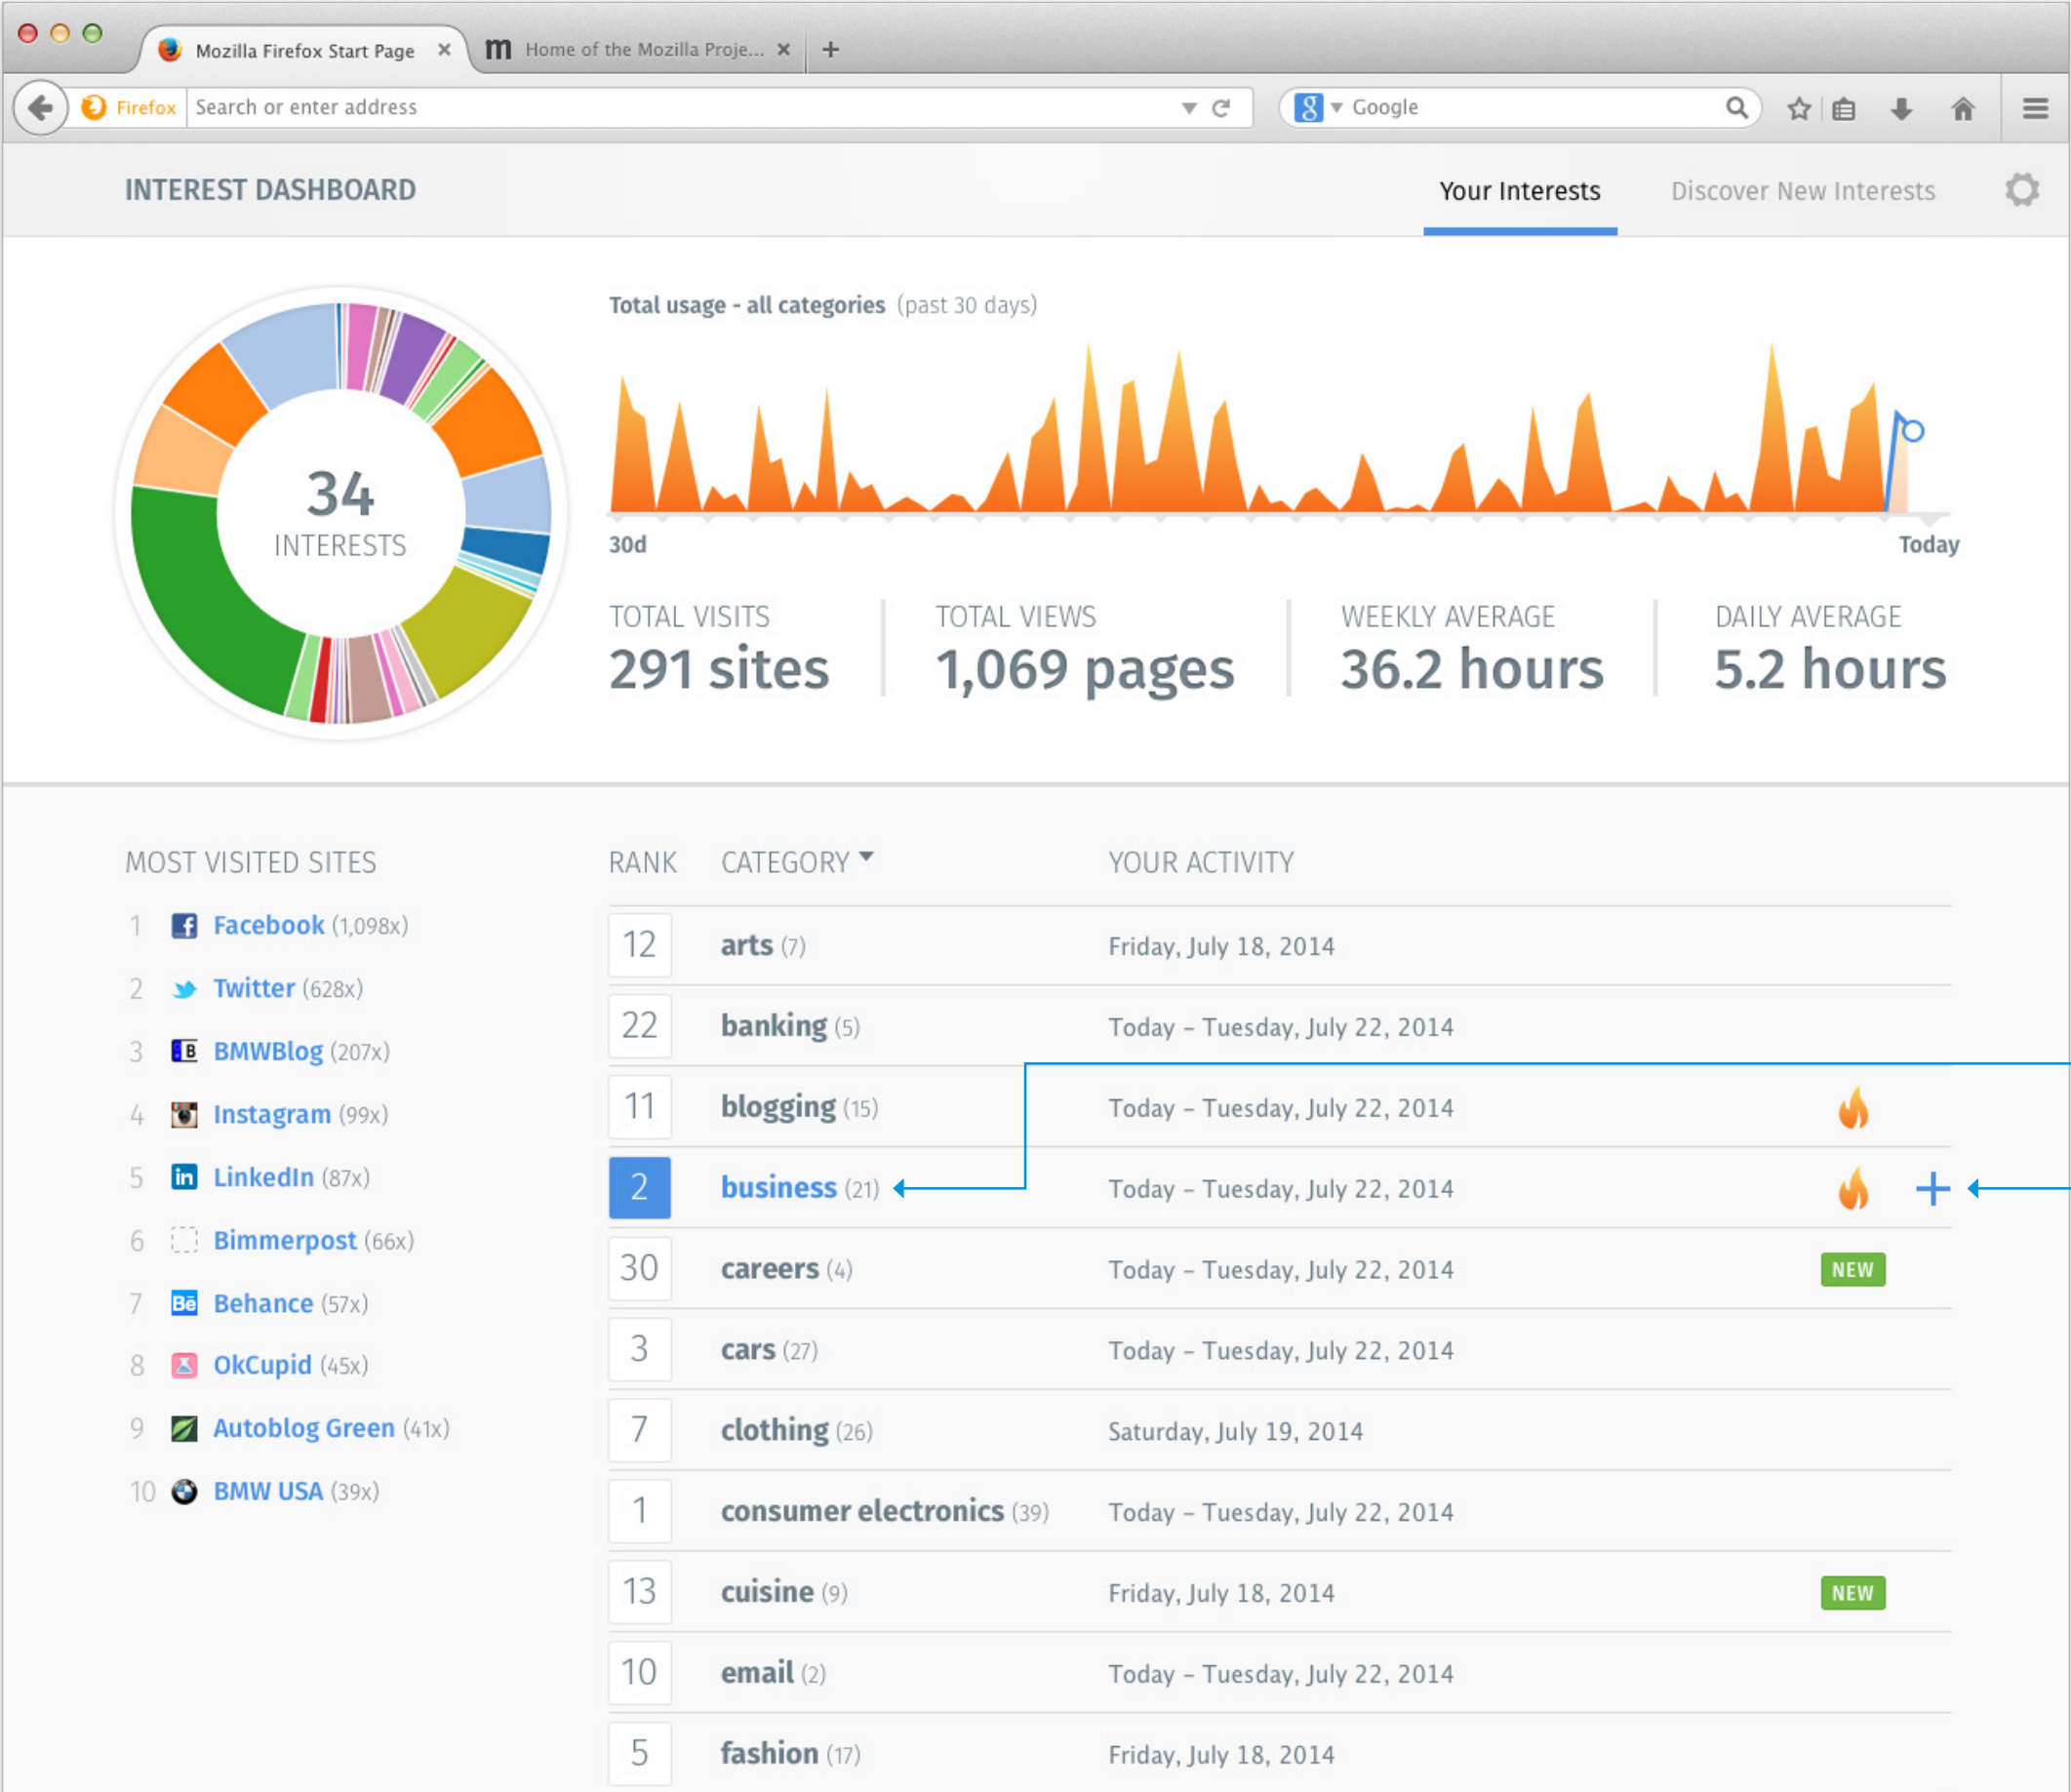 Mozilla Firefox Start Page
m Home of the Mozilla Proje...
Firefox Search or enter address
Google
INTEREST DASHBOARD
Your Interests
Discover New Interests
Total usage - all categories (past 30 days)
34
INTERESTS
30d
Today
TOTAL VISITS
291 sites
TOTAL VIEWS
1,069 pages
WEEKLY AVERAGE
36.2 hours
DAILY AVERAGE
5.2 hours
MOST VISITED SITES
1 Facebook (1,098x)
2 Twitter (628x)
3 BMWBlog (207x)
4 Instagram (99x)
5 LinkedIn (87x)
6 Bimmerpost (66x)
7 Behance (57x)
8 OkCupid (45x)
9 Autoblog Green (41x)
10 BMW USA (39x)
RANK CATEGORY YOUR ACTIVITY
12 arts (7) Friday, July 18, 2014
22 banking (5) Today – Tuesday, July 22, 2014
11 blogging (15) Today – Tuesday, July 22, 2014
2 business (21) Today – Tuesday, July 22, 2014
30 careers (4) Today – Tuesday, July 22, 2014 NEW
3 cars (27) Today – Tuesday, July 22, 2014
7 clothing (26) Saturday, July 19, 2014
1 consumer electronics (39) Today – Tuesday, July 22, 2014
13 cuisine (9) Friday, July 18, 2014 NEW
10 email (2) Today – Tuesday, July 22, 2014
5 fashion (17) Friday, July 18, 2014